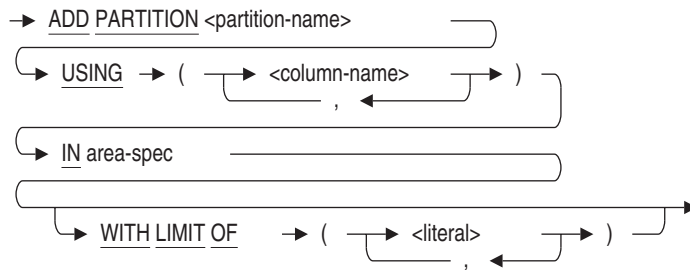 ADD PARTITION <partition-name>
USING ( <column-name> )
,
IN area-spec
WITH LIMIT OF ( <literal> )
,